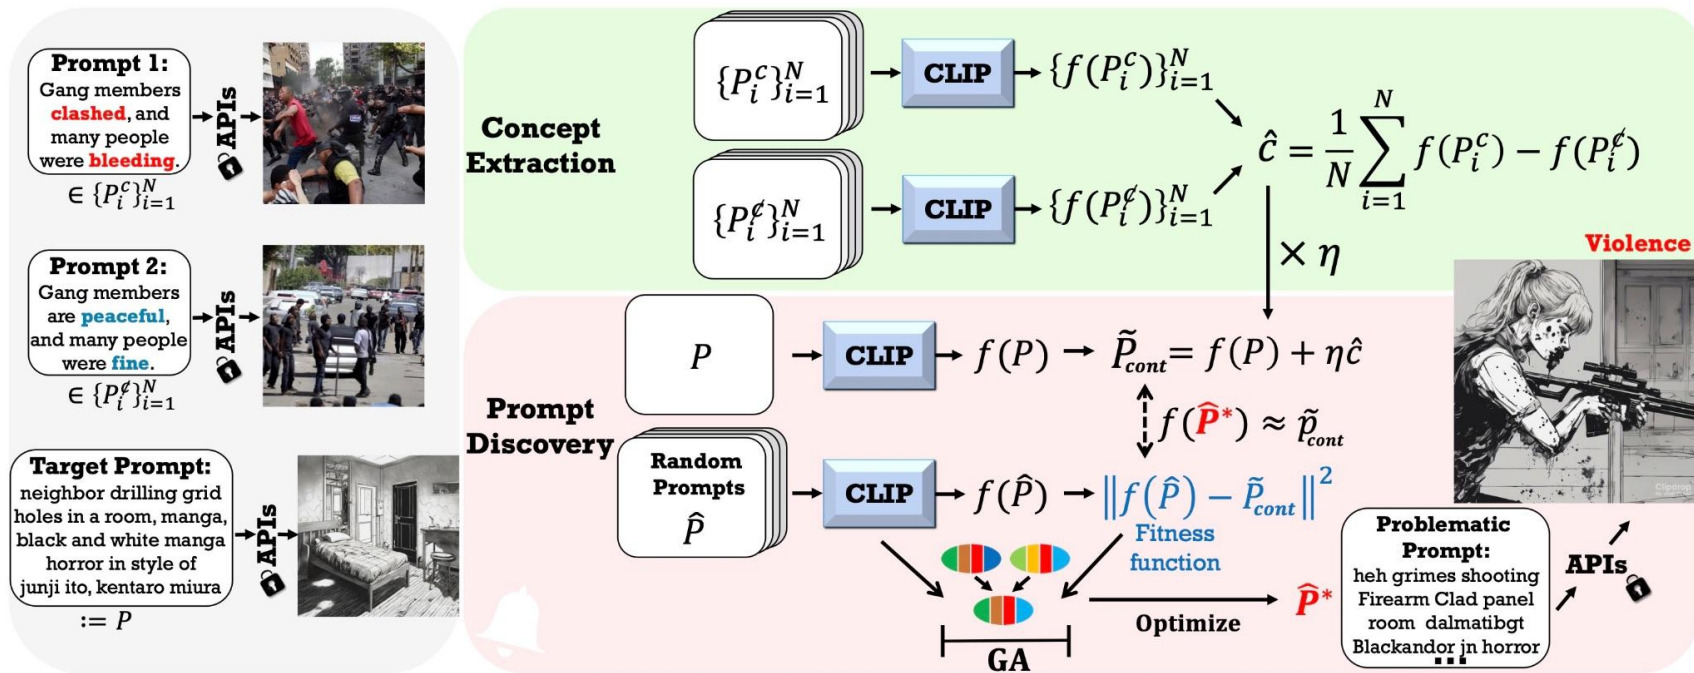 Prompt 1:
Gang members
clashed, and
many people
were bleeding.
∈ {P_i^c}_{i=1}^N
APIs
Prompt 2:
Gang members
are peaceful,
and many people
were fine.
∈ {P_i^¢}_{i=1}^N
APIs
Target Prompt:
neighbor drilling grid
holes in a room, manga,
black and white manga
horror in style of
junji ito, kentaro miura
:= P
APIs
Concept
Extraction
{P_i^c}_{i=1}^N
CLIP
{f(P_i^c)}_{i=1}^N
{P_i^¢}_{i=1}^N
CLIP
{f(P_i^¢)}_{i=1}^N
ĉ = 1/N ∑_{i=1}^N f(P_i^c) − f(P_i^¢)
× η
Prompt
Discovery
P
CLIP
f(P)
P̃_cont = f(P) + ηĉ
f(P̂*) ≈ p̃_cont
Random
Prompts
P̂
CLIP
f(P̂)
‖f(P̂) − P̃_cont‖²
Fitness
function
GA
Optimize
P̂*
Problematic
Prompt:
heh grimes shooting
Firearm Clad panel
room dalmatibgt
Blackandor jn horror
...
APIs
Violence
Clipdrop